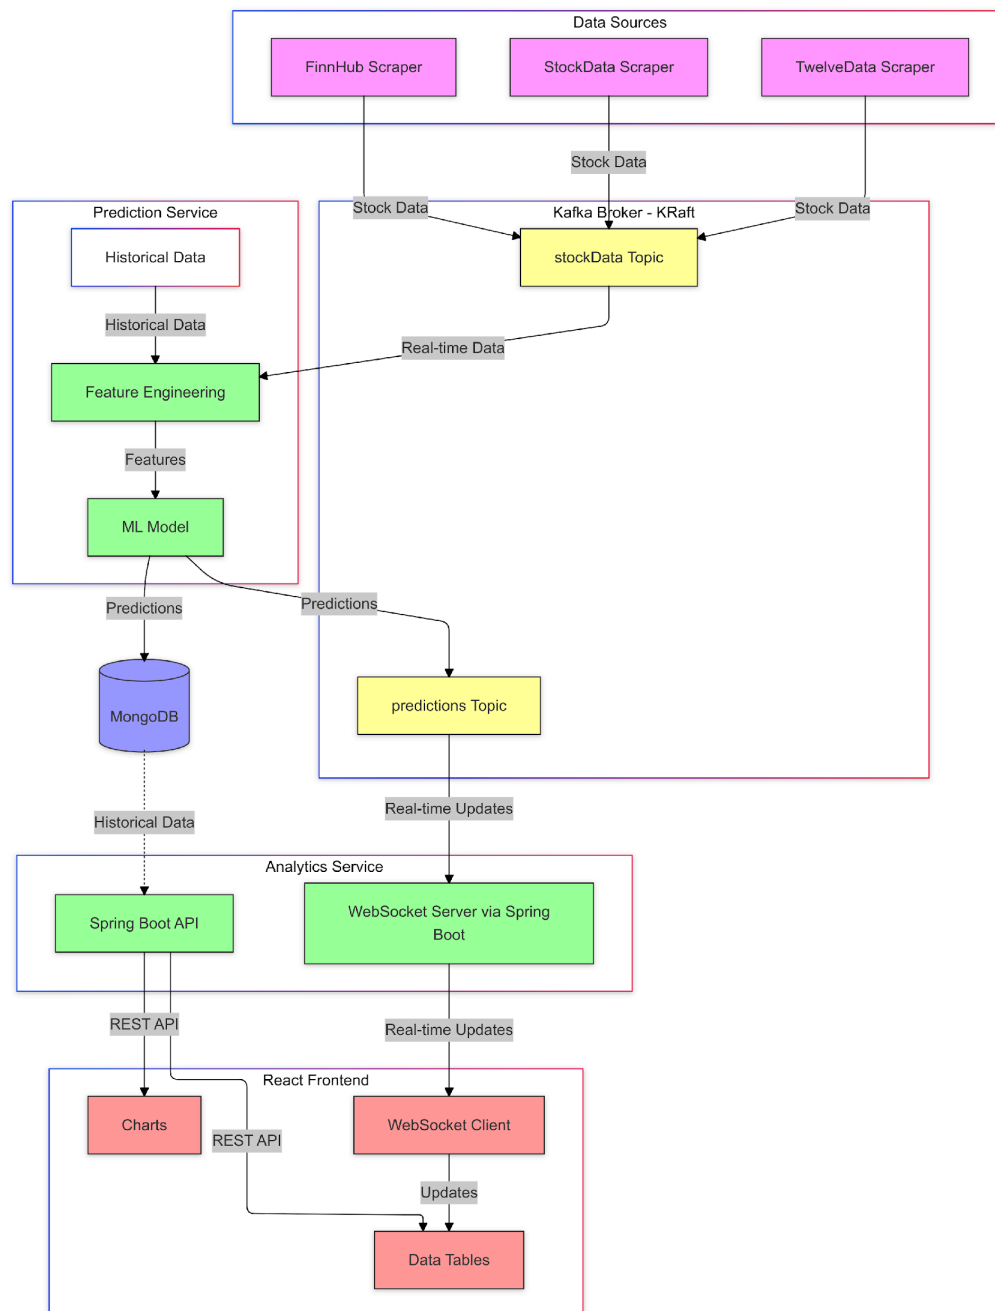 Data Sources
FinnHub Scraper
StockData Scraper
TwelveData Scraper
Stock Data
Stock Data
Stock Data
Prediction Service
Kafka Broker - KRaft
Historical Data
stockData Topic
Historical Data
Real-time Data
Feature Engineering
Features
ML Model
Predictions
Predictions
MongoDB
predictions Topic
Real-time Updates
Historical Data
Analytics Service
Spring Boot API
WebSocket Server via Spring
Boot
REST API
Real-time Updates
React Frontend
Charts
WebSocket Client
REST API
Updates
Data Tables